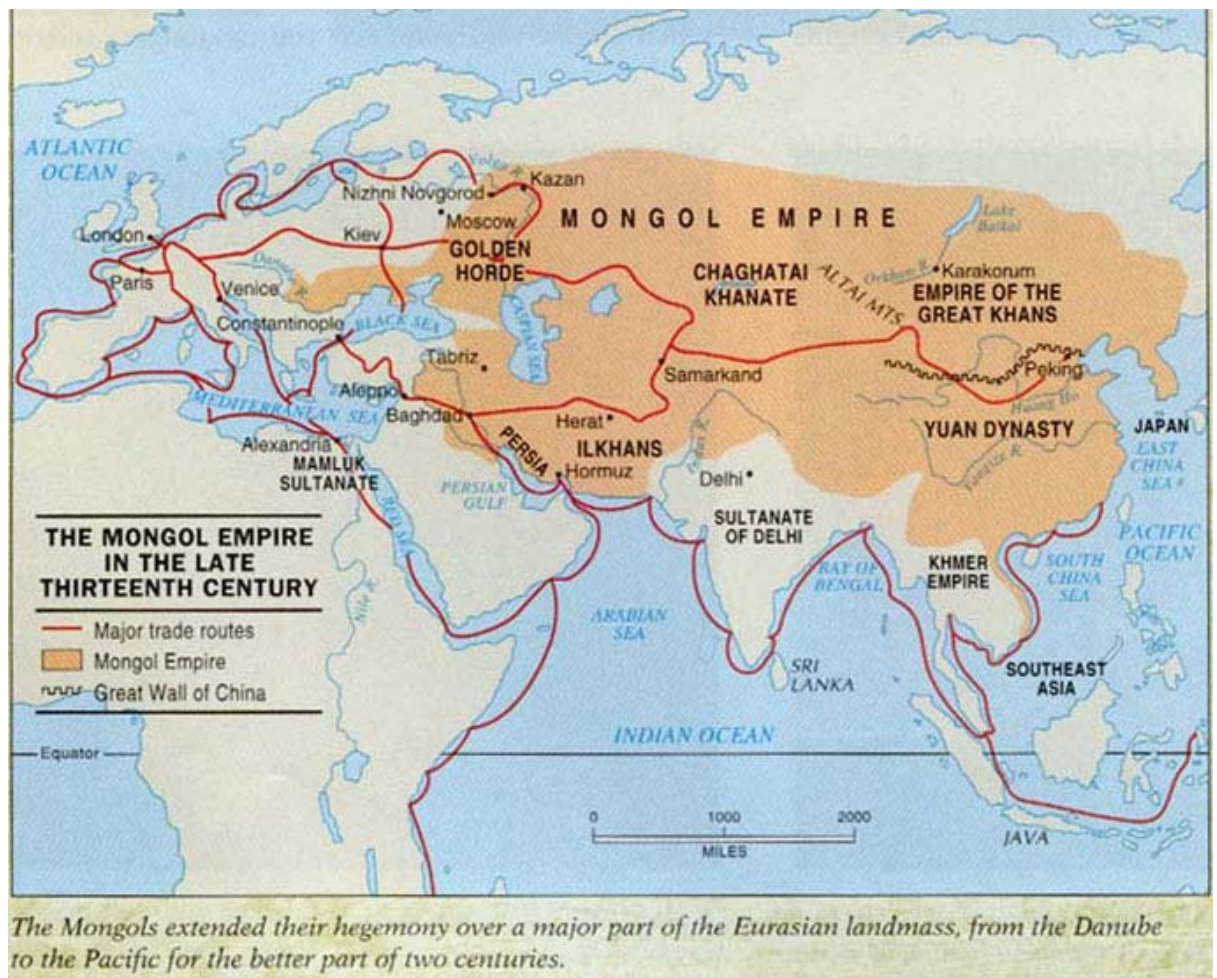 ATLANTIC
OCEAN
London
Paris
Venice
Danube R.
Constantinople
BLACK SEA
Nizhni Novgorod
Volga R.
Kazan
Moscow
Kiev
GOLDEN
HORDE
MONGOL EMPIRE
CHAGHATAI
KHANATE
ALTAI MTS.
Lake
Baikal
Orkhon R.
Karakorum
EMPIRE OF THE
GREAT KHANS
CASPIAN SEA
Tabriz
Aleppo
Baghdad
MEDITERRANEAN SEA
Alexandria
MAMLUK
SULTANATE
Samarkand
Herat
ILKHANS
PERSIA
Hormuz
PERSIAN
GULF
RED SEA
Nile R.
Indus R.
Delhi
SULTANATE
OF DELHI
Peking
Huang Ho
YUAN DYNASTY
Yangtze R.
JAPAN
EAST
CHINA
SEA
PACIFIC
OCEAN
KHMER
EMPIRE
SOUTH
CHINA
SEA
BAY OF
BENGAL
ARABIAN
SEA
SRI
LANKA
SOUTHEAST
ASIA
INDIAN OCEAN
JAVA
THE MONGOL EMPIRE
IN THE LATE
THIRTEENTH CENTURY
Major trade routes
Mongol Empire
Great Wall of China
Equator
0 1000 2000
MILES
The Mongols extended their hegemony over a major part of the Eurasian landmass, from the Danube
to the Pacific for the better part of two centuries.